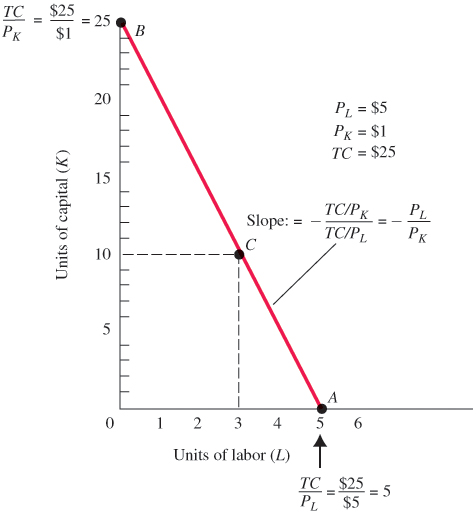 TC/P_K = $25/$1 = 25
B
20
P_L = $5
P_K = $1
TC = $25
15
Units of capital (K)
Slope: = - (TC/P_K)/(TC/P_L) = - P_L/P_K
C
10
5
A
0 1 2 3 4 5 6
Units of labor (L)
TC/P_L = $25/$5 = 5